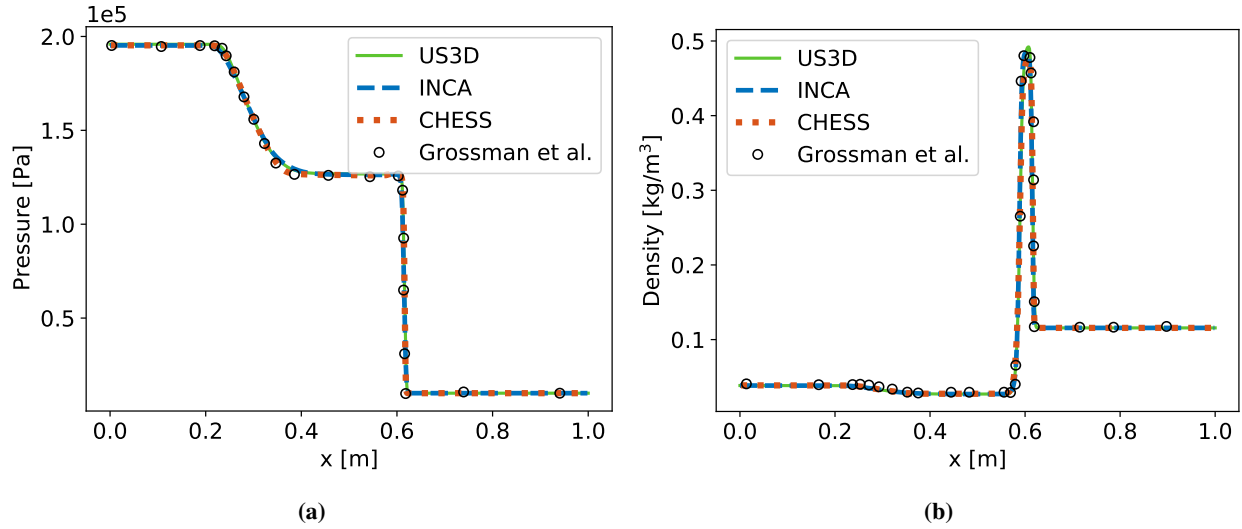 1e5
2.0
1.5
1.0
0.5
Pressure [Pa]
US3D
INCA
CHESS
Grossman et al.
0.0 0.2 0.4 0.6 0.8 1.0
x [m]
(a)
0.5
0.4
0.3
0.2
0.1
Density [kg/m³]
US3D
INCA
CHESS
Grossman et al.
0.0 0.2 0.4 0.6 0.8 1.0
x [m]
(b)